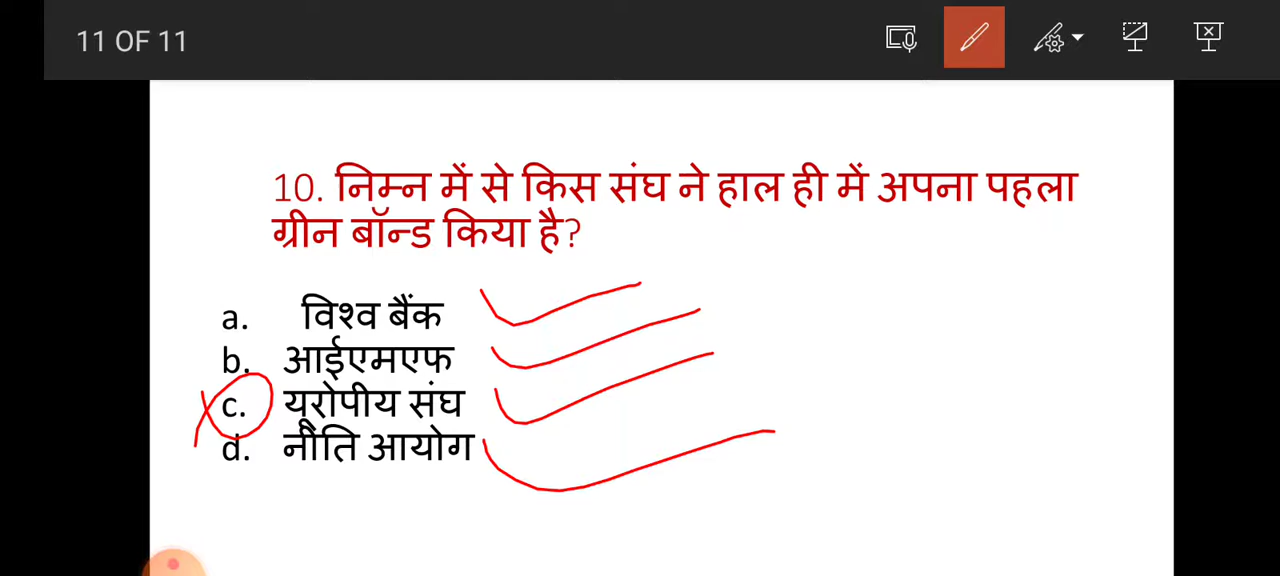 11 OF 11
10. निम्न में से किस संघ ने हाल ही में अपना पहला
ग्रीन बॉन्ड किया है?
a. विश्व बैंक
b. आईएमएफ
c. यूरोपीय संघ
d. नीति आयोग